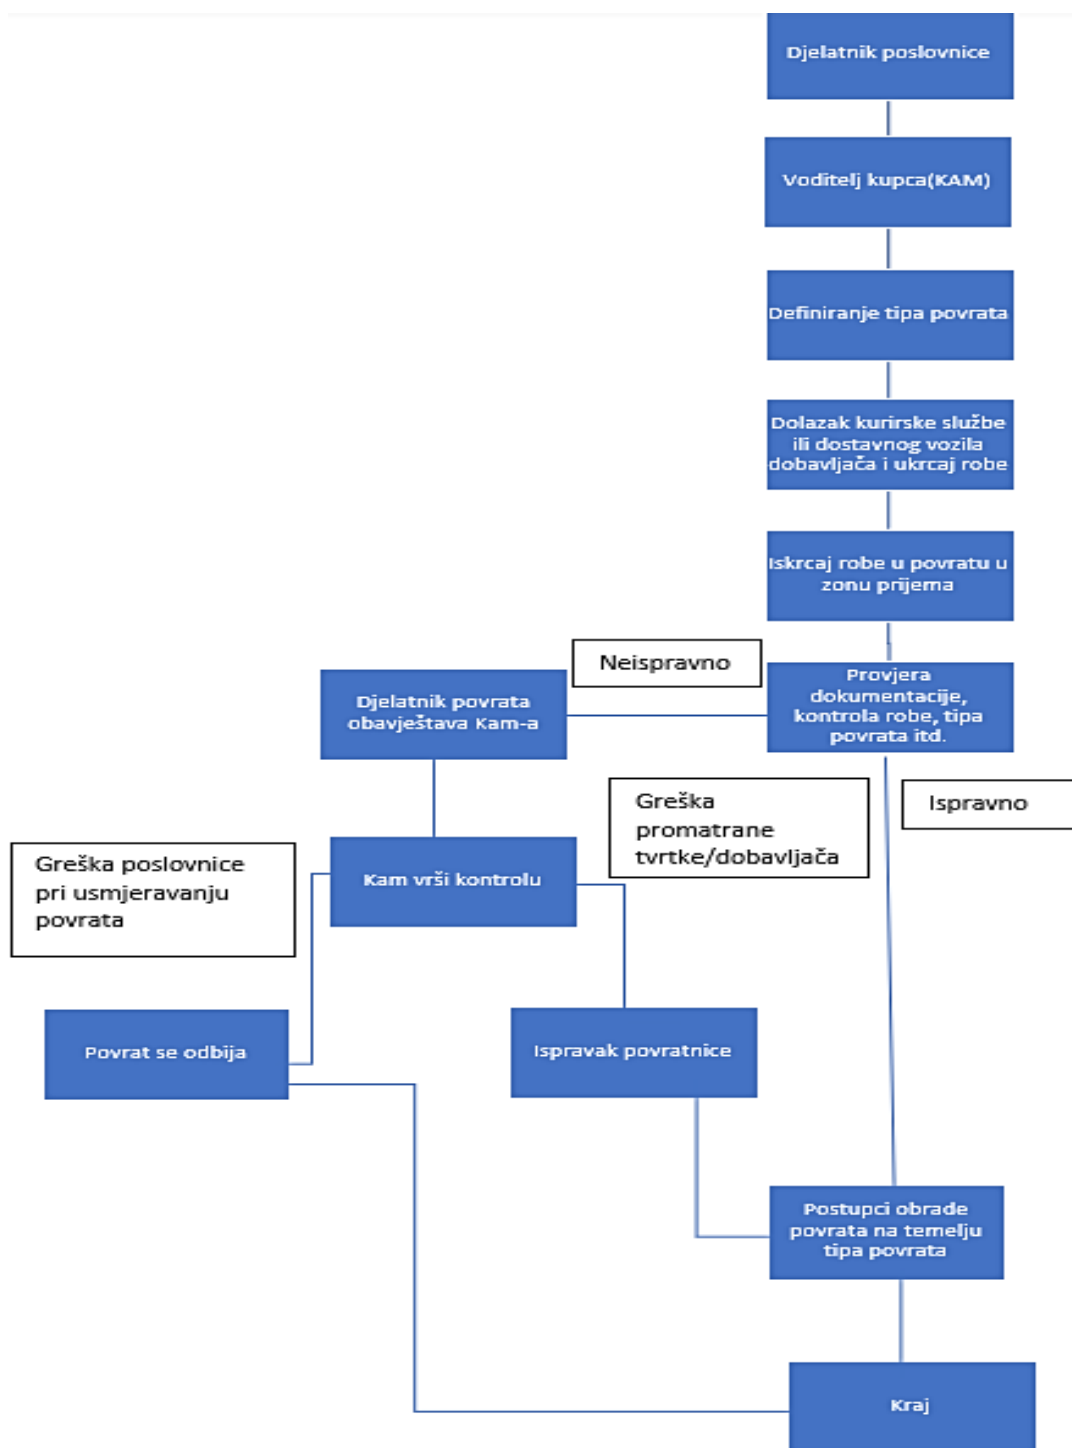 Djelatnik poslovnice
Voditelj kupca(KAM)
Definiranje tipa povrata
Dolazak kurirske službe
ili dostavnog vozila
dobavljača i ukrcaj robe
Iskrcaj robe u povratu u
zonu prijema
Neispravno
Provjera
dokumentacije,
kontrola robe, tipa
povrata itd.
Djelatnik povrata
obavještava Kam-a
Greška
promatrane
tvrtke/dobavljača
Ispravno
Greška poslovnice
pri usmjeravanju
povrata
Kam vrši kontrolu
Povrat se odbija
Ispravak povratnice
Postupci obrade
povrata na temelju
tipa povrata
Kraj